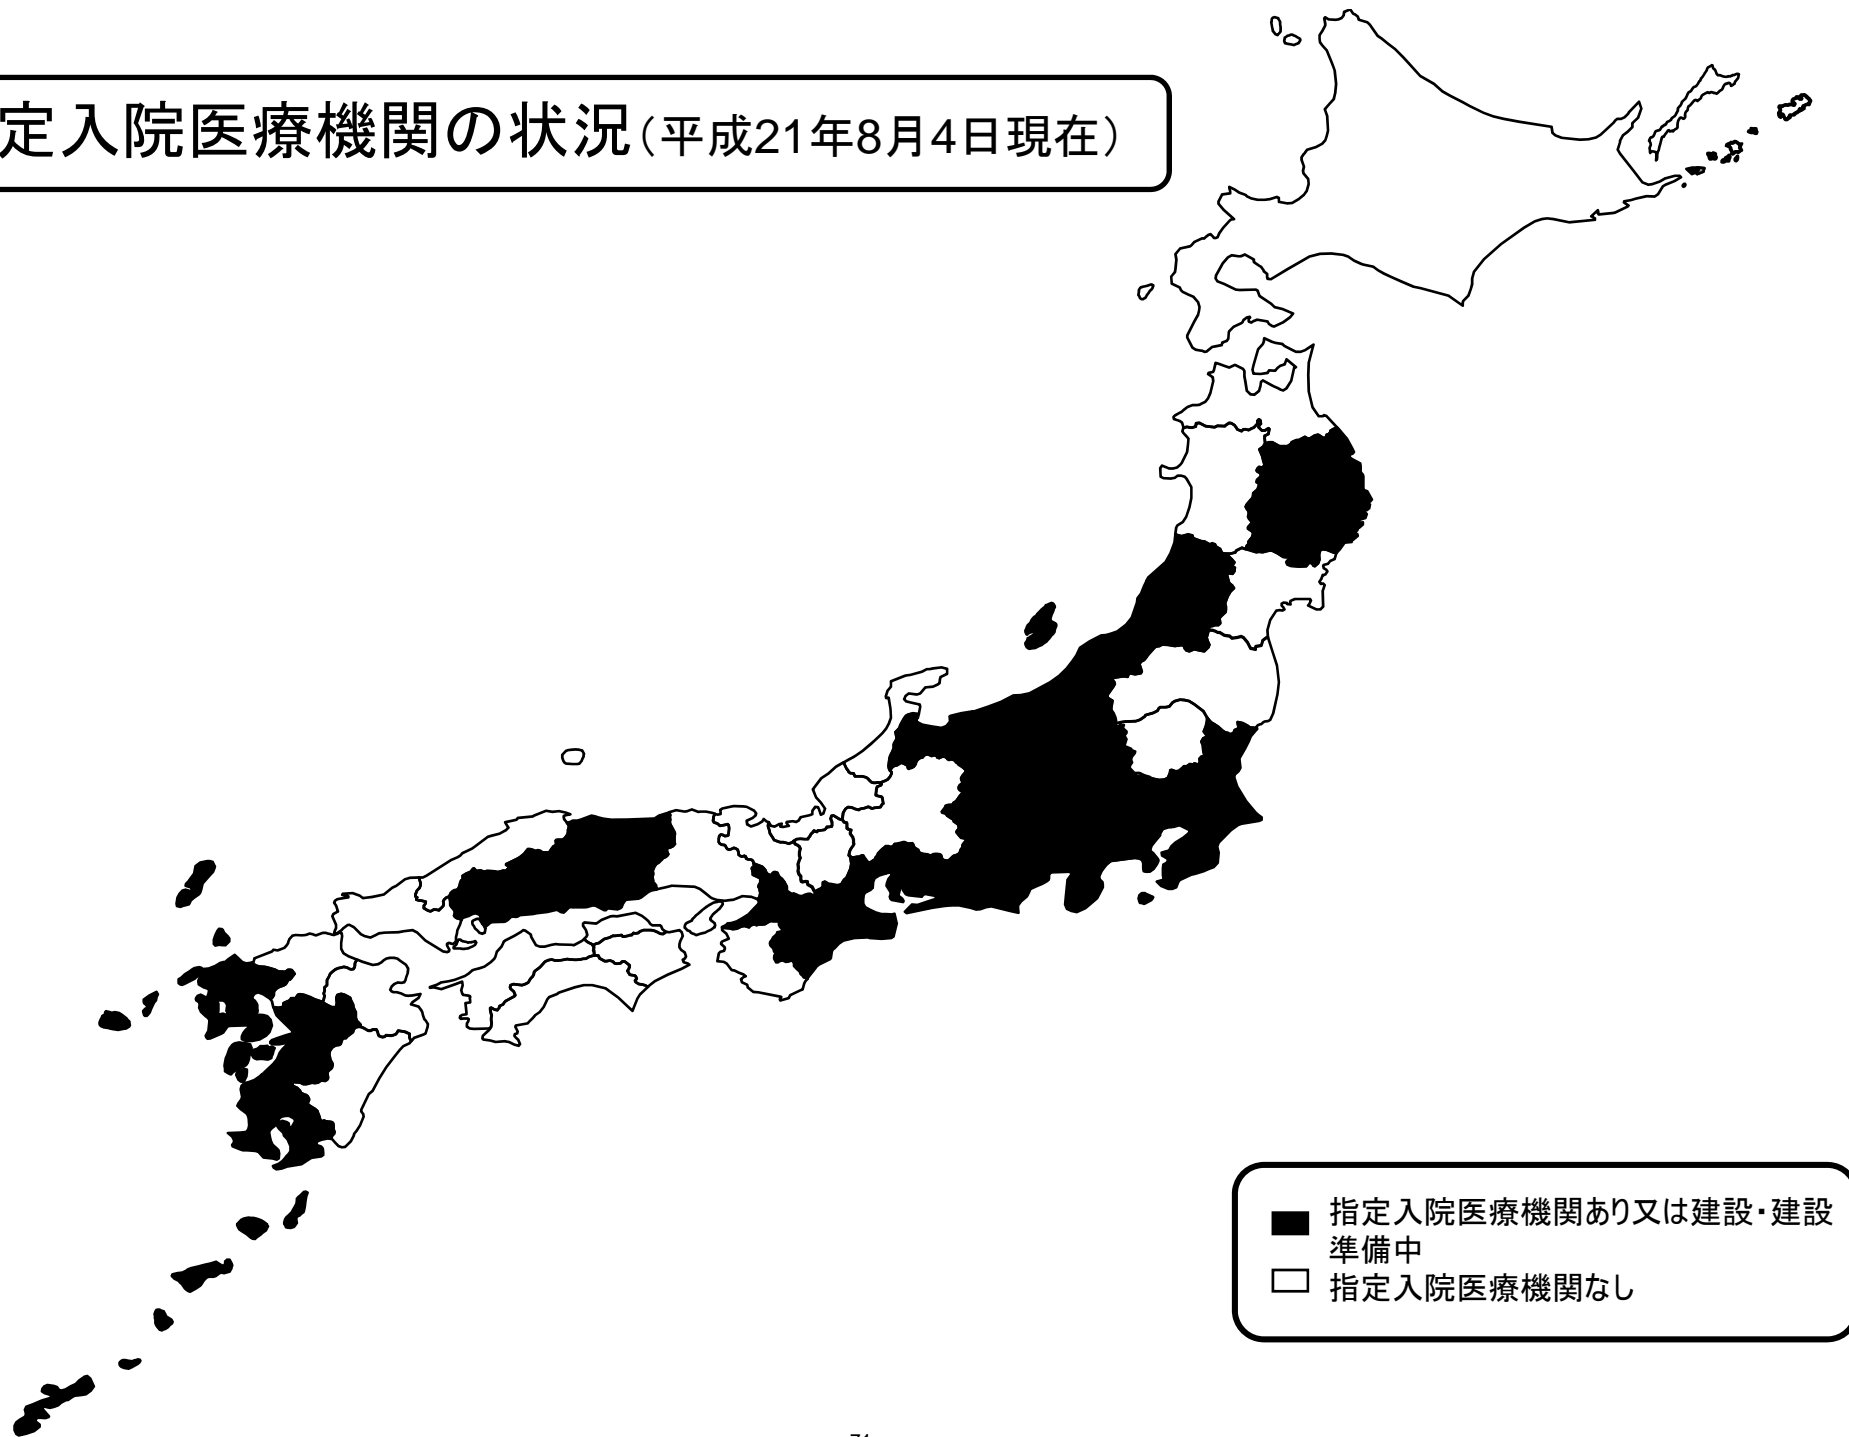 定入院医療機関の状況（平成21年8月4日現在）
指定入院医療機関あり又は建設・建設
準備中
指定入院医療機関なし